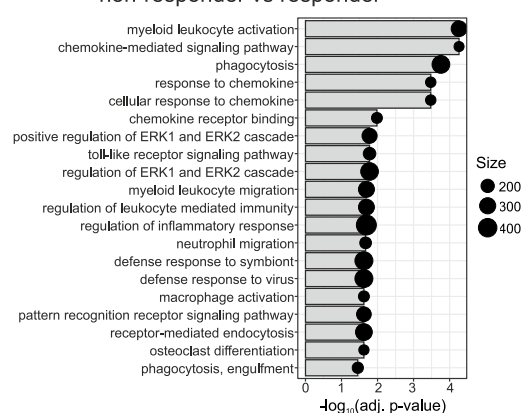 non-responder vs responder
myeloid leukocyte activation
chemokine-mediated signaling pathway
phagocytosis
response to chemokine
cellular response to chemokine
chemokine receptor binding
positive regulation of ERK1 and ERK2 cascade
toll-like receptor signaling pathway
regulation of ERK1 and ERK2 cascade
myeloid leukocyte migration
regulation of leukocyte mediated immunity
regulation of inflammatory response
neutrophil migration
defense response to symbiont
defense response to virus
macrophage activation
pattern recognition receptor signaling pathway
receptor-mediated endocytosis
osteoclast differentiation
phagocytosis, engulfment
0 1 2 3 4
-log₁₀(adj. p-value)
Size
200
300
400